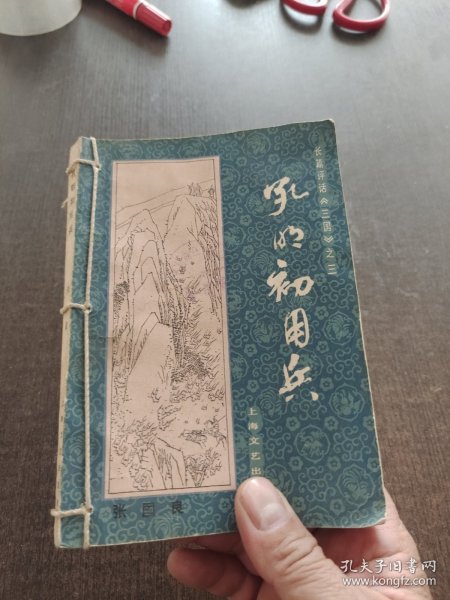 长篇评话《三国》之三
孔明初用兵
上海文艺出
张国良
孔夫子旧书网
www.kongfz.com